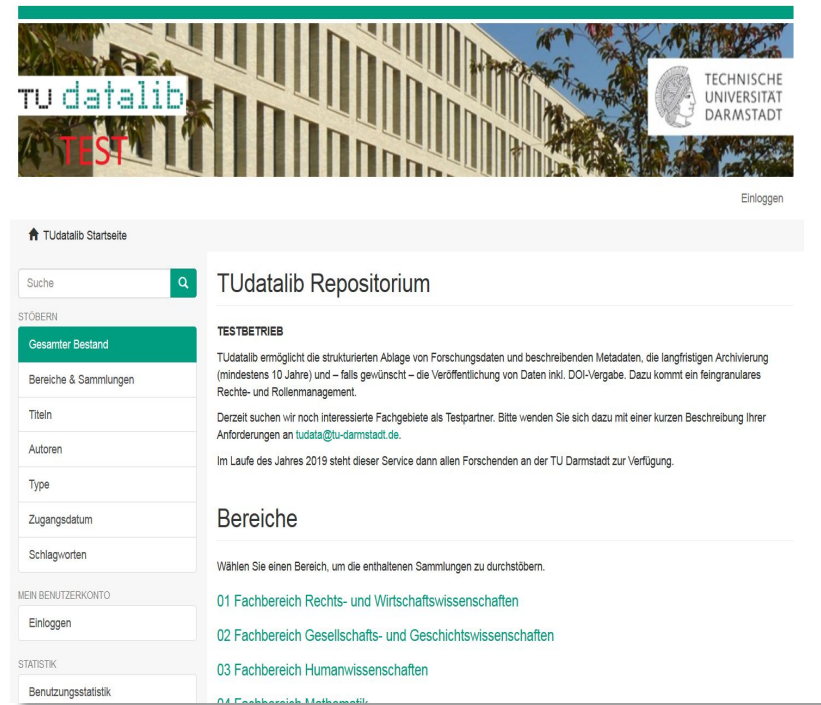 TU datalib
TEST
TECHNISCHE
UNIVERSITÄT
DARMSTADT
Einloggen
TUdatalib Startseite
Suche
STÖBERN
Gesamter Bestand
Bereiche & Sammlungen
Titeln
Autoren
Type
Zugangsdatum
Schlagworten
MEIN BENUTZERKONTO
Einloggen
STATISTIK
Benutzungsstatistik
TUdatalib Repositorium
TESTBETRIEB
TUdatalib ermöglicht die strukturierten Ablage von Forschungsdaten und beschreibenden Metadaten, die langfristigen Archivierung
(mindestens 10 Jahre) und – falls gewünscht – die Veröffentlichung von Daten inkl. DOI-Vergabe. Dazu kommt ein feingranulares
Rechte- und Rollenmanagement.
Derzeit suchen wir noch interessierte Fachgebiete als Testpartner. Bitte wenden Sie sich dazu mit einer kurzen Beschreibung Ihrer
Anforderungen an tudata@tu-darmstadt.de.
Im Laufe des Jahres 2019 steht dieser Service dann allen Forschenden an der TU Darmstadt zur Verfügung.
Bereiche
Wählen Sie einen Bereich, um die enthaltenen Sammlungen zu durchstöbern.
01 Fachbereich Rechts- und Wirtschaftswissenschaften
02 Fachbereich Gesellschafts- und Geschichtswissenschaften
03 Fachbereich Humanwissenschaften
04 Fachbereich Mathematik